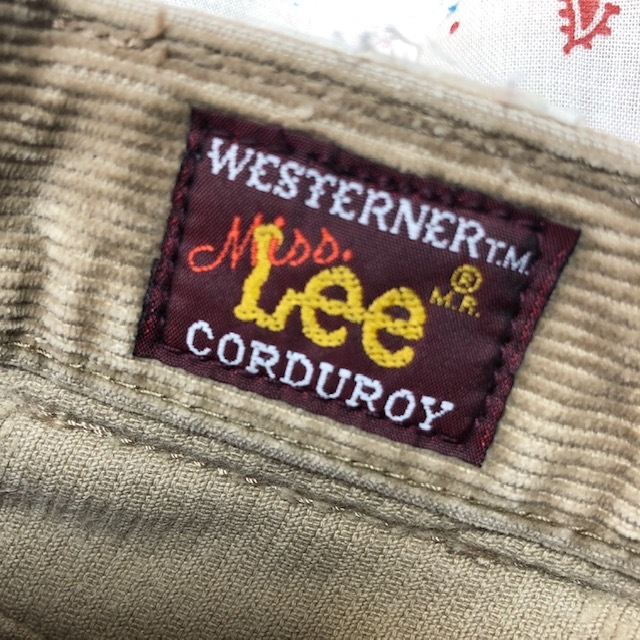 WESTERNER T.M.
Miss.
Lee ® M.R.
CORDUROY